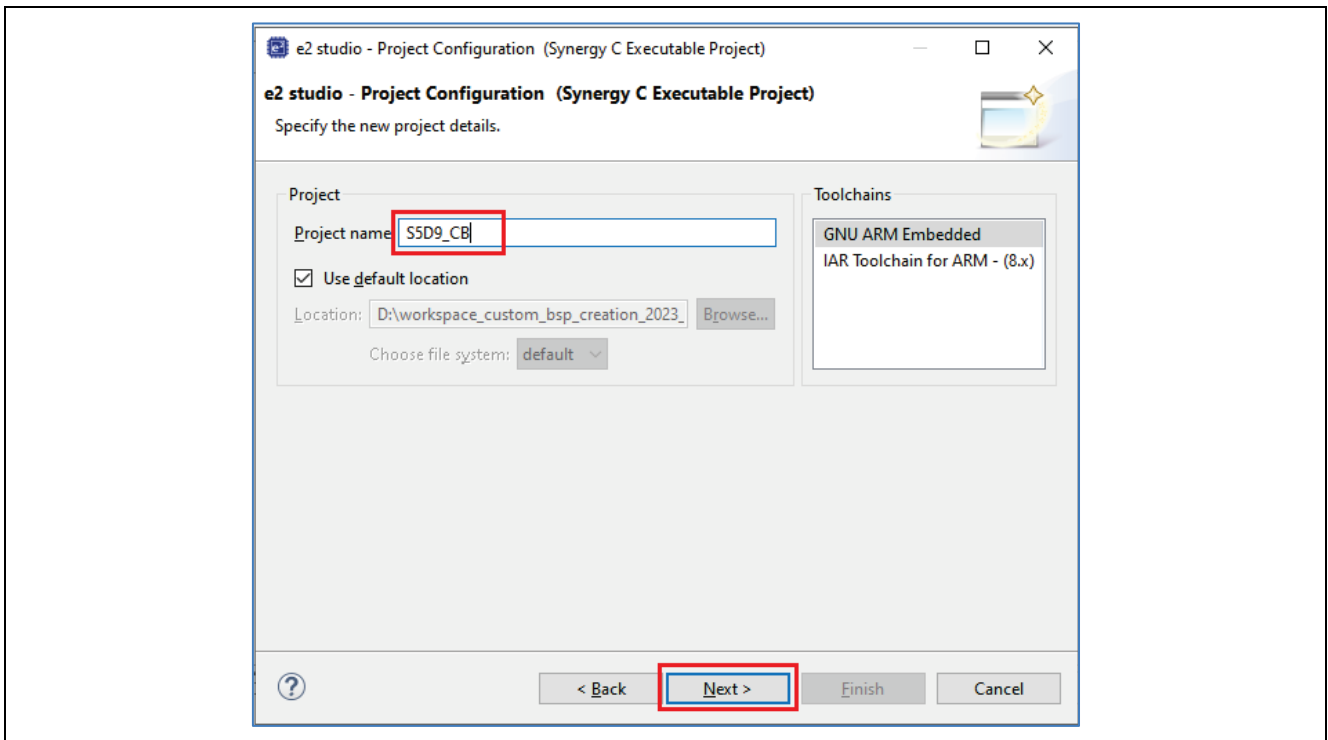 e2 studio - Project Configuration (Synergy C Executable Project)
e2 studio - Project Configuration (Synergy C Executable Project)
Specify the new project details.
Project
Project name S5D9_CB
Use default location
Location: D:\workspace_custom_bsp_creation_2023_ Browse...
Choose file system: default
Toolchains
GNU ARM Embedded
IAR Toolchain for ARM - (8.x)
? < Back Next > Finish Cancel